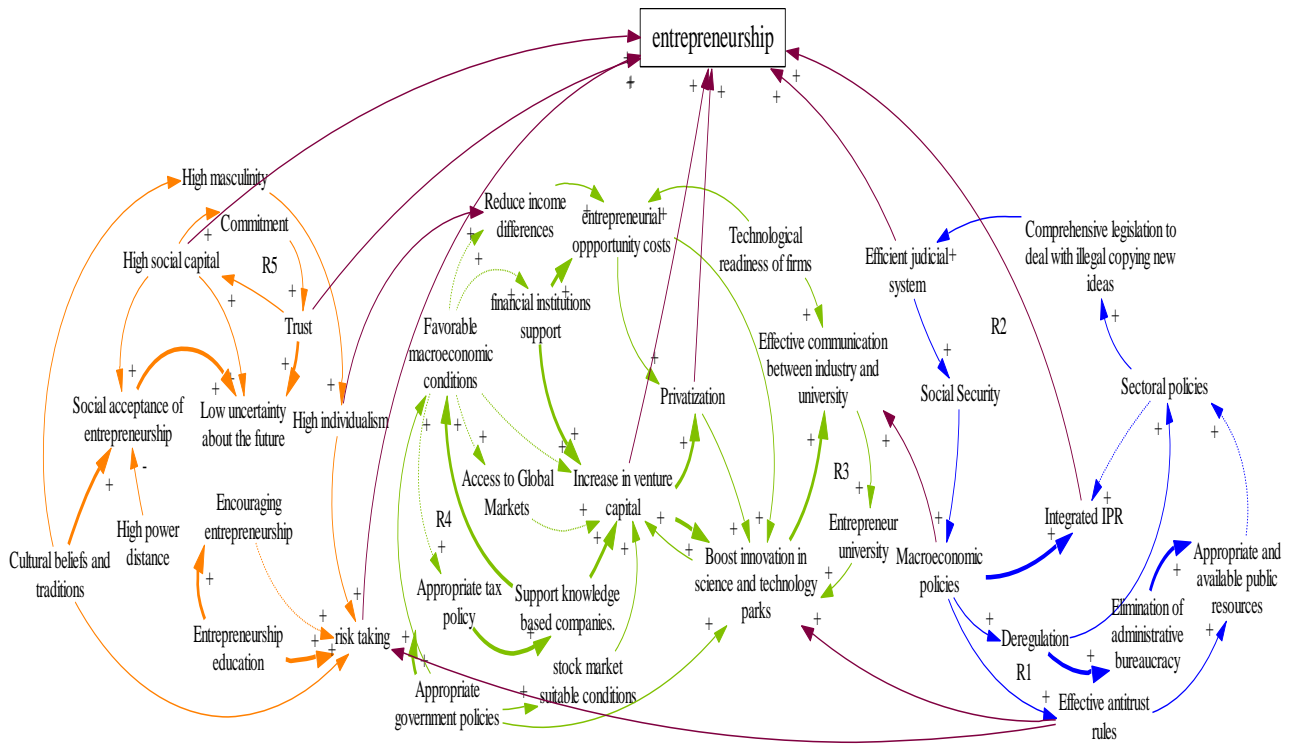 entrepreneurship
High masculinity
Commitment
High social capital
R5
Trust
Social acceptance of
entrepreneurship
Low uncertainty
about the future
High individualism
Encouraging
entrepreneurship
High power
distance
Cultural beliefs and
traditions
Entrepreneurship
education
risk taking
Reduce income
differences
entrepreneurial
oppportunity costs
Technological
readiness of firms
financial institutions
support
Favorable
macroeconomic
conditions
Effective communication
between industry and
university
Privatization
Access to Global
Markets
Increase in venture
capital
R3
R4
Entrepreneur
university
Appropriate tax
policy
Support knowledge
based companies.
Boost innovation in
science and technology
parks
stock market
suitable conditions
Appropriate
government policies
Efficient judicial
system
Comprehensive legislation to
deal with illegal copying new
ideas
R2
Social Security
Sectoral policies
Integrated IPR
Macroeconomic
policies
Appropriate and
available public
resources
Elimination of
administrative
bureaucracy
Deregulation
R1
Effective antitrust
rules